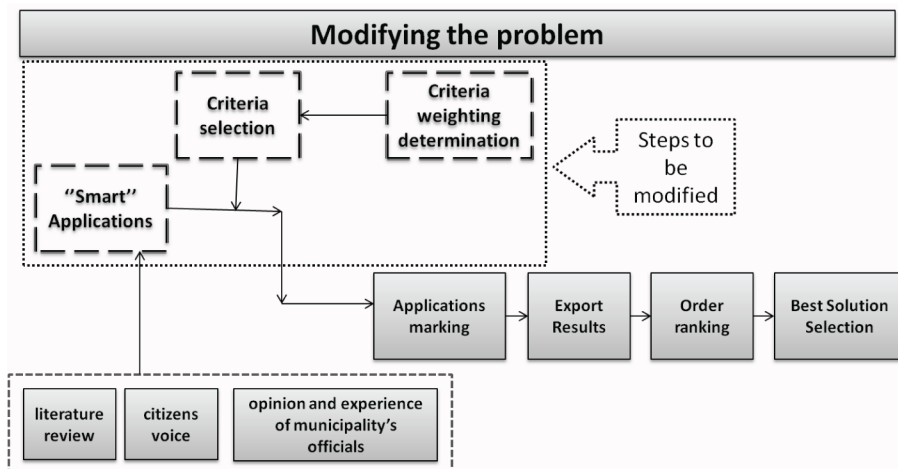 Modifying the problem
Criteria
selection
Criteria
weighting
determination
Steps to
be
modified
‘’Smart’’
Applications
Applications
marking
Export
Results
Order
ranking
Best Solution
Selection
literature
review
citizens
voice
opinion and experience
of municipality’s
officials